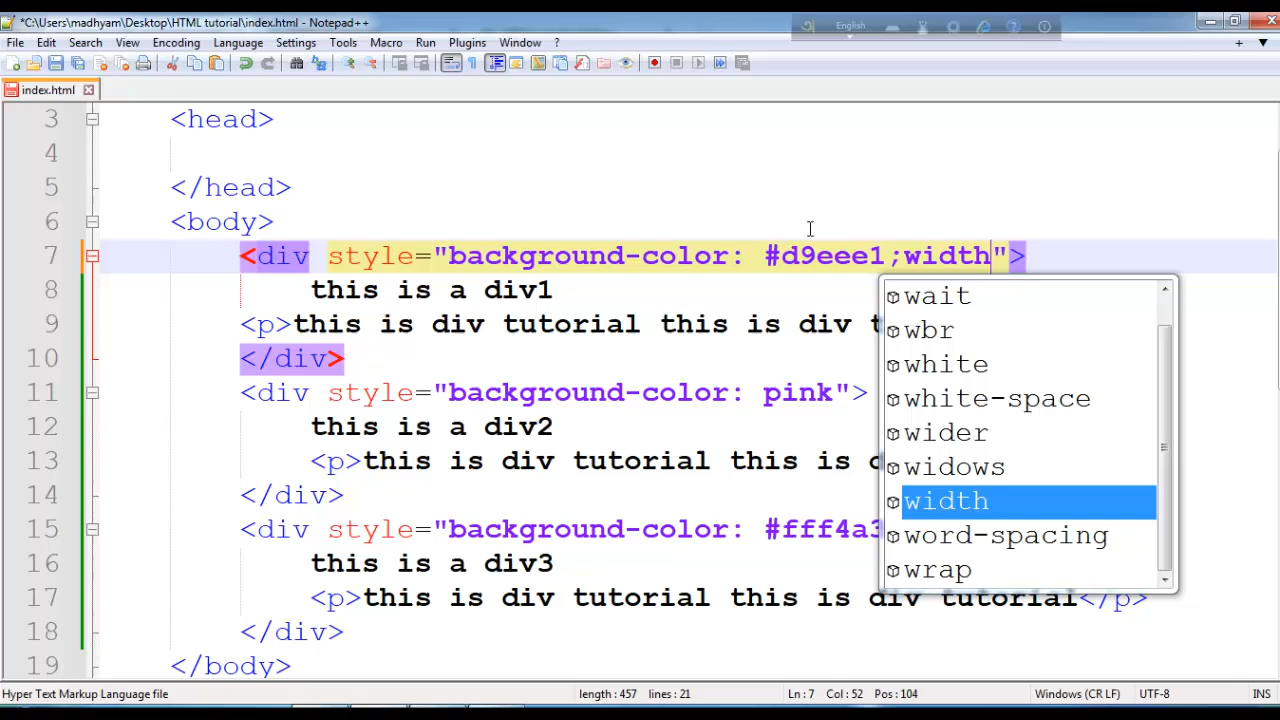 *C:\Users\madhyam\Desktop\HTML tutorial\index.html - Notepad++
English
File Edit Search View Encoding Language Settings Tools Macro Run Plugins Window ?
index.html
3 <head>
4
5 </head>
6 <body>
7 <div style="background-color: #d9eee1;width">
8 this is a div1
9 <p>this is div tutorial this is div t
10 </div>
11 <div style="background-color: pink">
12 this is a div2
13 <p>this is div tutorial this is d
14 </div>
15 <div style="background-color: #fff4a3
16 this is a div3
17 <p>this is div tutorial this is div tutorial</p>
18 </div>
19 </body>
wait
wbr
white
white-space
wider
widows
width
word-spacing
wrap
Hyper Text Markup Language file length : 457 lines : 21 Ln : 7 Col : 52 Pos : 104 Windows (CR LF) UTF-8 INS